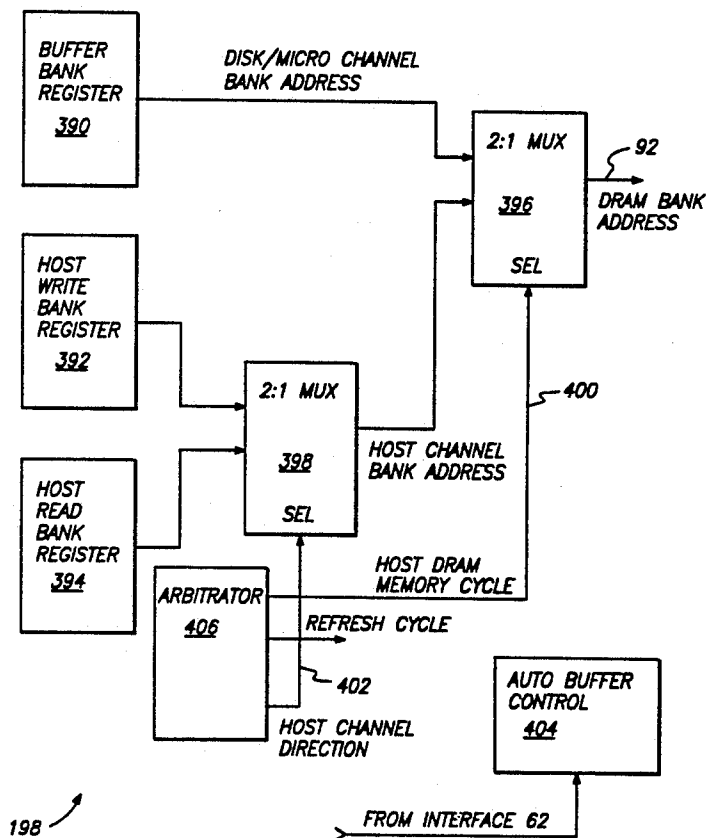 BUFFER
BANK
REGISTER
390
DISK/MICRO CHANNEL
BANK ADDRESS
2:1 MUX
396
SEL
92
DRAM BANK
ADDRESS
HOST
WRITE
BANK
REGISTER
392
2:1 MUX
398
SEL
400
HOST CHANNEL
BANK ADDRESS
HOST
READ
BANK
REGISTER
394
HOST DRAM
MEMORY CYCLE
ARBITRATOR
406
REFRESH CYCLE
402
HOST CHANNEL
DIRECTION
AUTO BUFFER
CONTROL
404
198
FROM INTERFACE 62